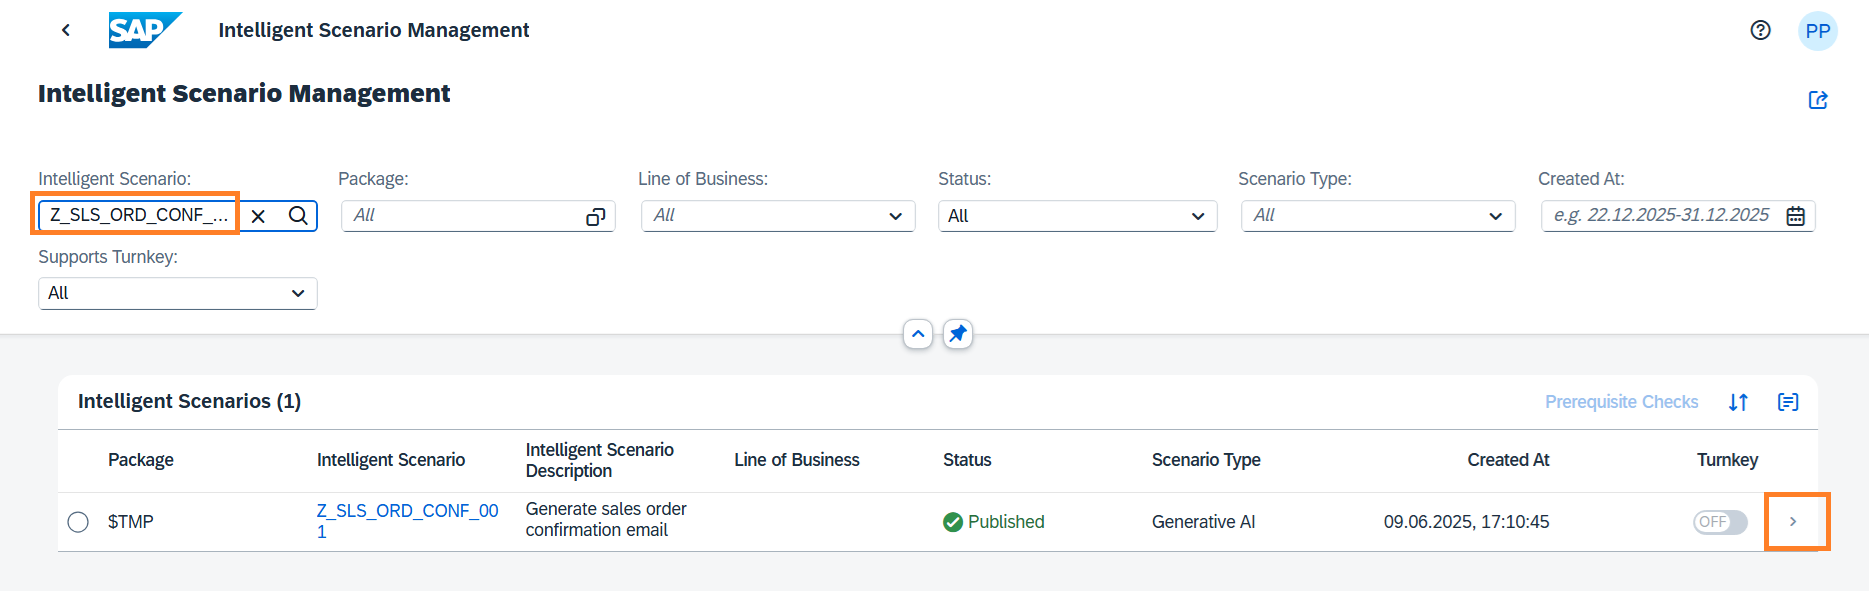 SAP Intelligent Scenario Management PP
Intelligent Scenario Management
Intelligent Scenario: Package: Line of Business: Status: Scenario Type: Created At:
Z_SLS_ORD_CONF_... All All All All e.g. 22.12.2025-31.12.2025
Supports Turnkey:
All
Intelligent Scenarios (1) Prerequisite Checks
Package Intelligent Scenario Intelligent Scenario Description Line of Business Status Scenario Type Created At Turnkey
$TMP Z_SLS_ORD_CONF_001 Generate sales order confirmation email Published Generative AI 09.06.2025, 17:10:45 OFF